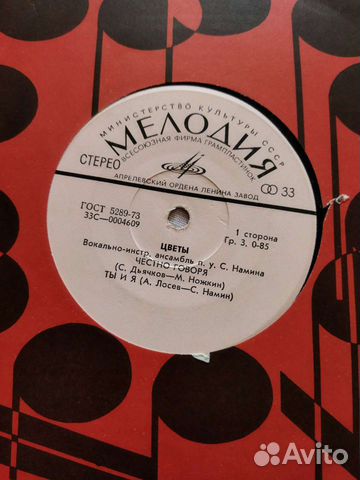 МИНИСТЕРСТВО КУЛЬТУРЫ СССР
МЕЛОДИЯ
ВСЕСОЮЗНАЯ ФИРМА ГРАМПЛАСТИНОК
СТЕРЕО
33
АПРЕЛЕВСКИЙ ОРДЕНА ЛЕНИНА ЗАВОД
ГОСТ 5289-73
33С—0004609
1 сторона
Гр. 3. 0-85
ЦВЕТЫ
Вокально-инстр. ансамбль п. у. С. Намина
ЧЕСТНО ГОВОРЯ
(С. Дьячков—М. Ножкин)
ТЫ И Я (А. Лосев—С. Намин)
Avito